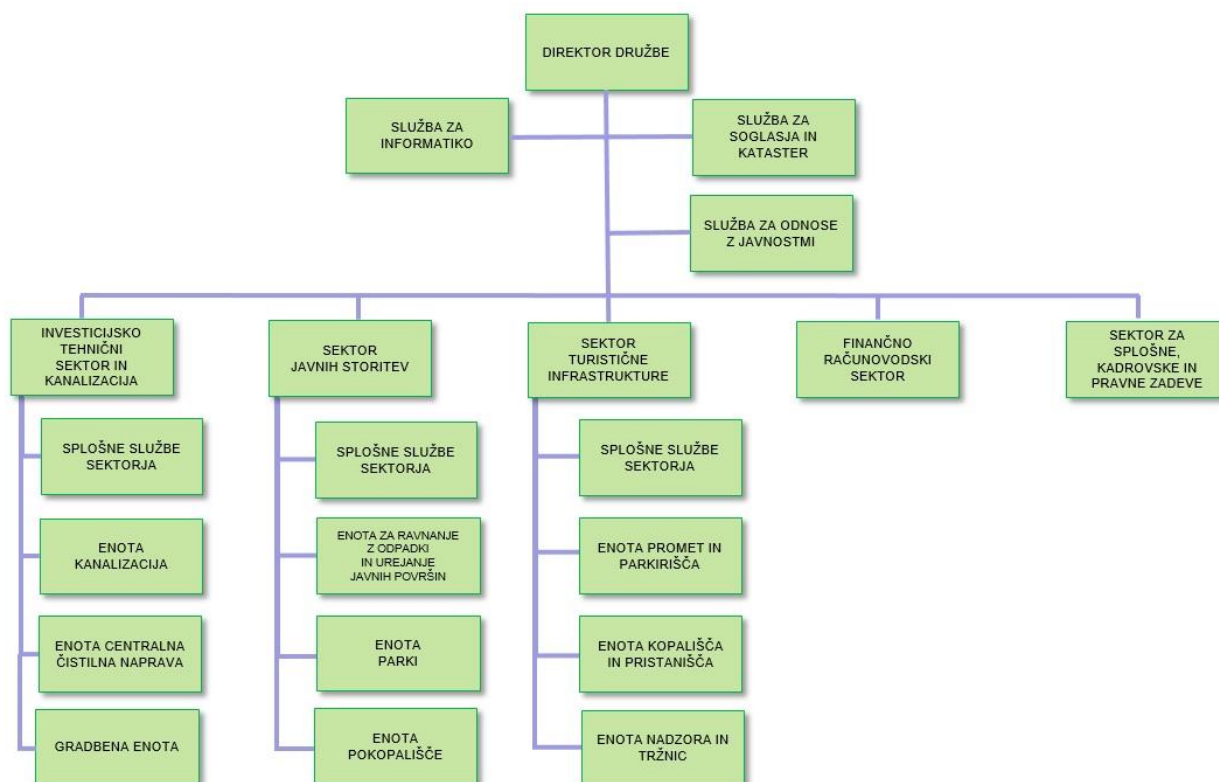 DIREKTOR DRUŽBE
SLUŽBA ZA
INFORMATIKO
SLUŽBA ZA
SOGLASJA IN
KATASTER
SLUŽBA ZA ODNOSE
Z JAVNOSTMI
INVESTICIJSKO
TEHNIČNI
SEKTOR IN
KANALIZACIJA
SEKTOR
JAVNIH STORITEV
SEKTOR
TURISTIČNE
INFRASTRUKTURE
FINANČNO
RAČUNOVODSKI
SEKTOR
SEKTOR ZA
SPLOŠNE,
KADROVSKE IN
PRAVNE ZADEVE
SPLOŠNE SLUŽBE
SEKTORJA
ENOTA
KANALIZACIJA
ENOTA CENTRALNA
ČISTILNA NAPRAVA
GRADBENA ENOTA
SPLOŠNE SLUŽBE
SEKTORJA
ENOTA ZA RAVNANJE
Z ODPADKI
IN UREJANJE
JAVNIH POVRŠIN
ENOTA
PARKI
ENOTA
POKOPALIŠČE
SPLOŠNE SLUŽBE
SEKTORJA
ENOTA PROMET IN
PARKIRIŠČA
ENOTA KOPALIŠČA
IN PRISTANIŠČA
ENOTA NADZORA IN
TRŽNIC